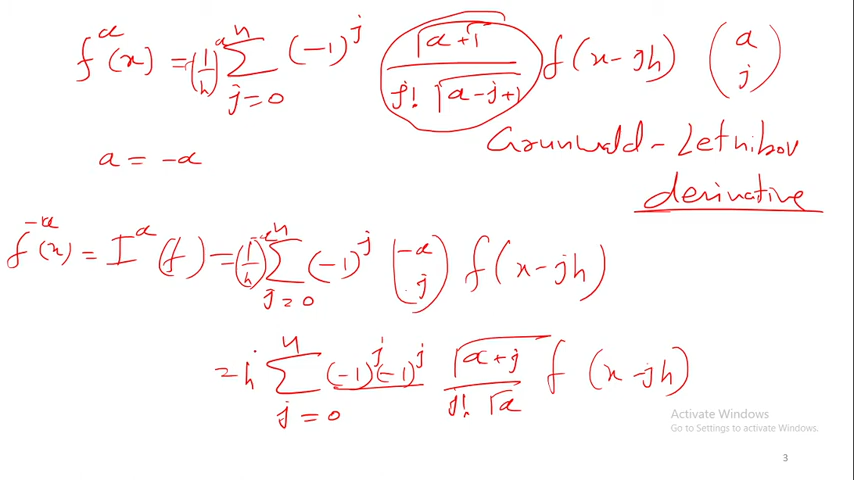 f^α(x) = (1/h)^α Σ_{j=0}^{n} (-1)^j Γ(α+1) / (j! Γ(α-j+1)) f(x-jh) (α j)
Grunwald-Letnikov
α = -α
derivative
f^{-α}(x) = I^α(f) = (1/h)^{-α} Σ_{j=0}^{n} (-1)^j (-α j) f(x-jh)
= h Σ_{j=0}^{n} (-1)^j (-1)^j Γ(α+j) / (j! Γα) f(x-jh)
Activate Windows
Go to Settings to activate Windows.
3